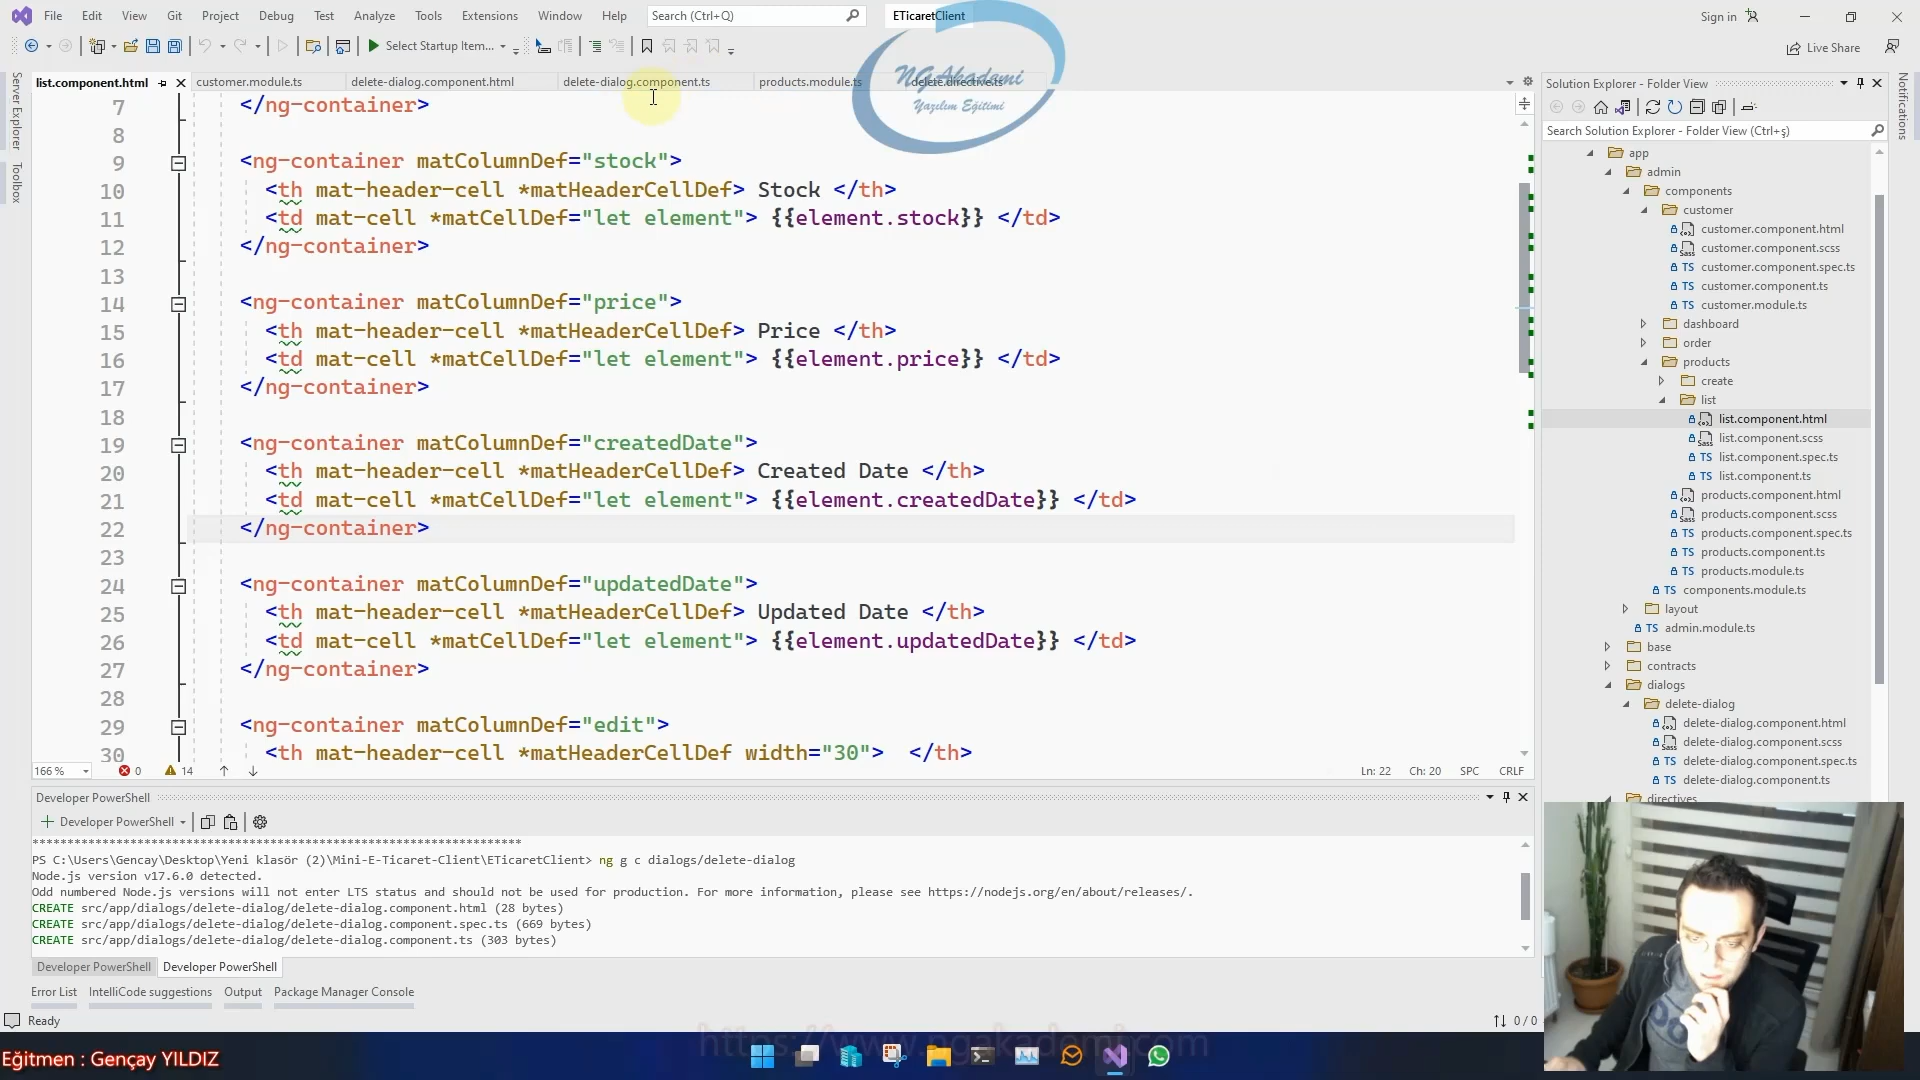 File Edit View Git Project Debug Test Analyze Tools Extensions Window Help Search (Ctrl+Q) ETicaretClient Sign in
Select Startup Item... Live Share
list.component.html customer.module.ts delete-dialog.component.html delete-dialog.component.ts products.module.ts delete.directive.ts
NGAkademi
Yazılım Eğitimi
Server Explorer
Toolbox
Notifications
7 </ng-container>
8
9 <ng-container matColumnDef="stock">
10 <th mat-header-cell *matHeaderCellDef> Stock </th>
11 <td mat-cell *matCellDef="let element"> {{element.stock}} </td>
12 </ng-container>
13
14 <ng-container matColumnDef="price">
15 <th mat-header-cell *matHeaderCellDef> Price </th>
16 <td mat-cell *matCellDef="let element"> {{element.price}} </td>
17 </ng-container>
18
19 <ng-container matColumnDef="createdDate">
20 <th mat-header-cell *matHeaderCellDef> Created Date </th>
21 <td mat-cell *matCellDef="let element"> {{element.createdDate}} </td>
22 </ng-container>
23
24 <ng-container matColumnDef="updatedDate">
25 <th mat-header-cell *matHeaderCellDef> Updated Date </th>
26 <td mat-cell *matCellDef="let element"> {{element.updatedDate}} </td>
27 </ng-container>
28
29 <ng-container matColumnDef="edit">
30 <th mat-header-cell *matHeaderCellDef width="30"> </th>
166 % 0 14 Ln: 22 Ch: 20 SPC CRLF
Solution Explorer - Folder View
Search Solution Explorer - Folder View (Ctrl+ş)
app
admin
components
customer
customer.component.html
customer.component.scss
customer.component.spec.ts
customer.component.ts
customer.module.ts
dashboard
order
products
create
list
list.component.html
list.component.scss
list.component.spec.ts
list.component.ts
products.component.html
products.component.scss
products.component.spec.ts
products.component.ts
products.module.ts
components.module.ts
layout
admin.module.ts
base
contracts
dialogs
delete-dialog
delete-dialog.component.html
delete-dialog.component.scss
delete-dialog.component.spec.ts
delete-dialog.component.ts
directives
Developer PowerShell
Developer PowerShell
**********************************************************************
PS C:\Users\Gencay\Desktop\Yeni klasör (2)\Mini-E-Ticaret-Client\ETicaretClient> ng g c dialogs/delete-dialog
Node.js version v17.6.0 detected.
Odd numbered Node.js versions will not enter LTS status and should not be used for production. For more information, please see https://nodejs.org/en/about/releases/.
CREATE src/app/dialogs/delete-dialog/delete-dialog.component.html (28 bytes)
CREATE src/app/dialogs/delete-dialog/delete-dialog.component.spec.ts (669 bytes)
CREATE src/app/dialogs/delete-dialog/delete-dialog.component.ts (303 bytes)
Developer PowerShell Developer PowerShell
Error List IntelliCode suggestions Output Package Manager Console
Ready 0 / 0
https://www.ngakademi.com
Eğitmen : Gençay YILDIZ